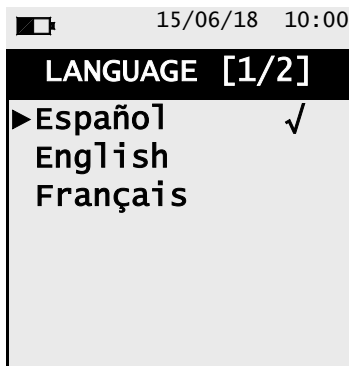 15/06/18 10:00
LANGUAGE [1/2]
►Español √
English
Français